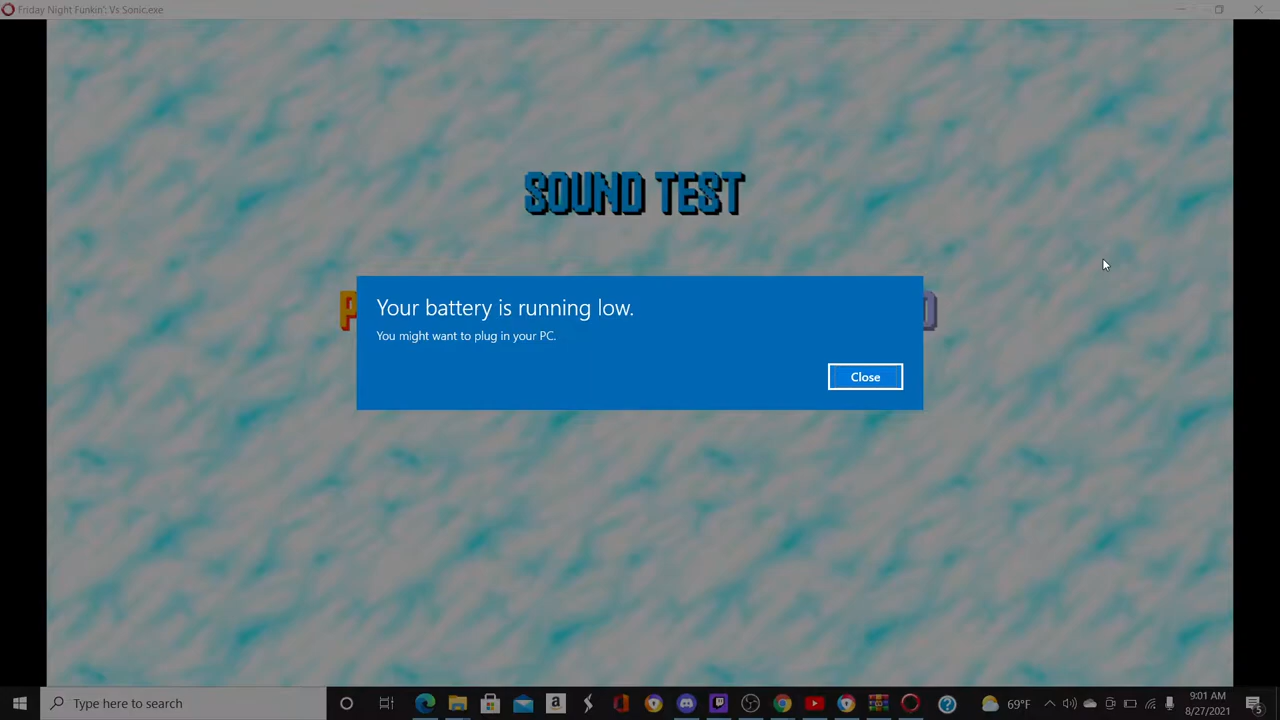 Friday Night Funkin': Vs Sonic.exe
SOUND TEST
Your battery is running low.
You might want to plug in your PC.
Close
Type here to search
69°F
9:01 AM
8/27/2021
5